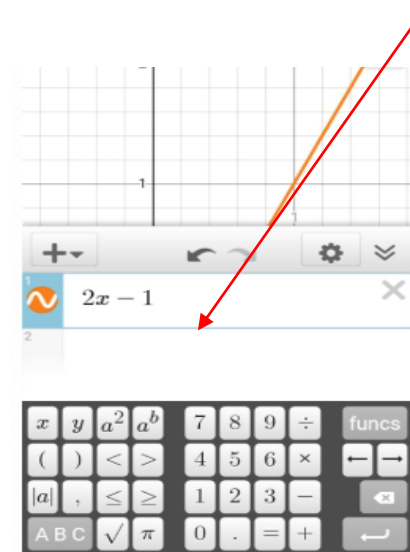 1
1
1
2x − 1
2
x y a² aᵇ 7 8 9 ÷ funcs
( ) < > 4 5 6 × ← →
|a| , ≤ ≥ 1 2 3 −
A B C √ π 0 . = +